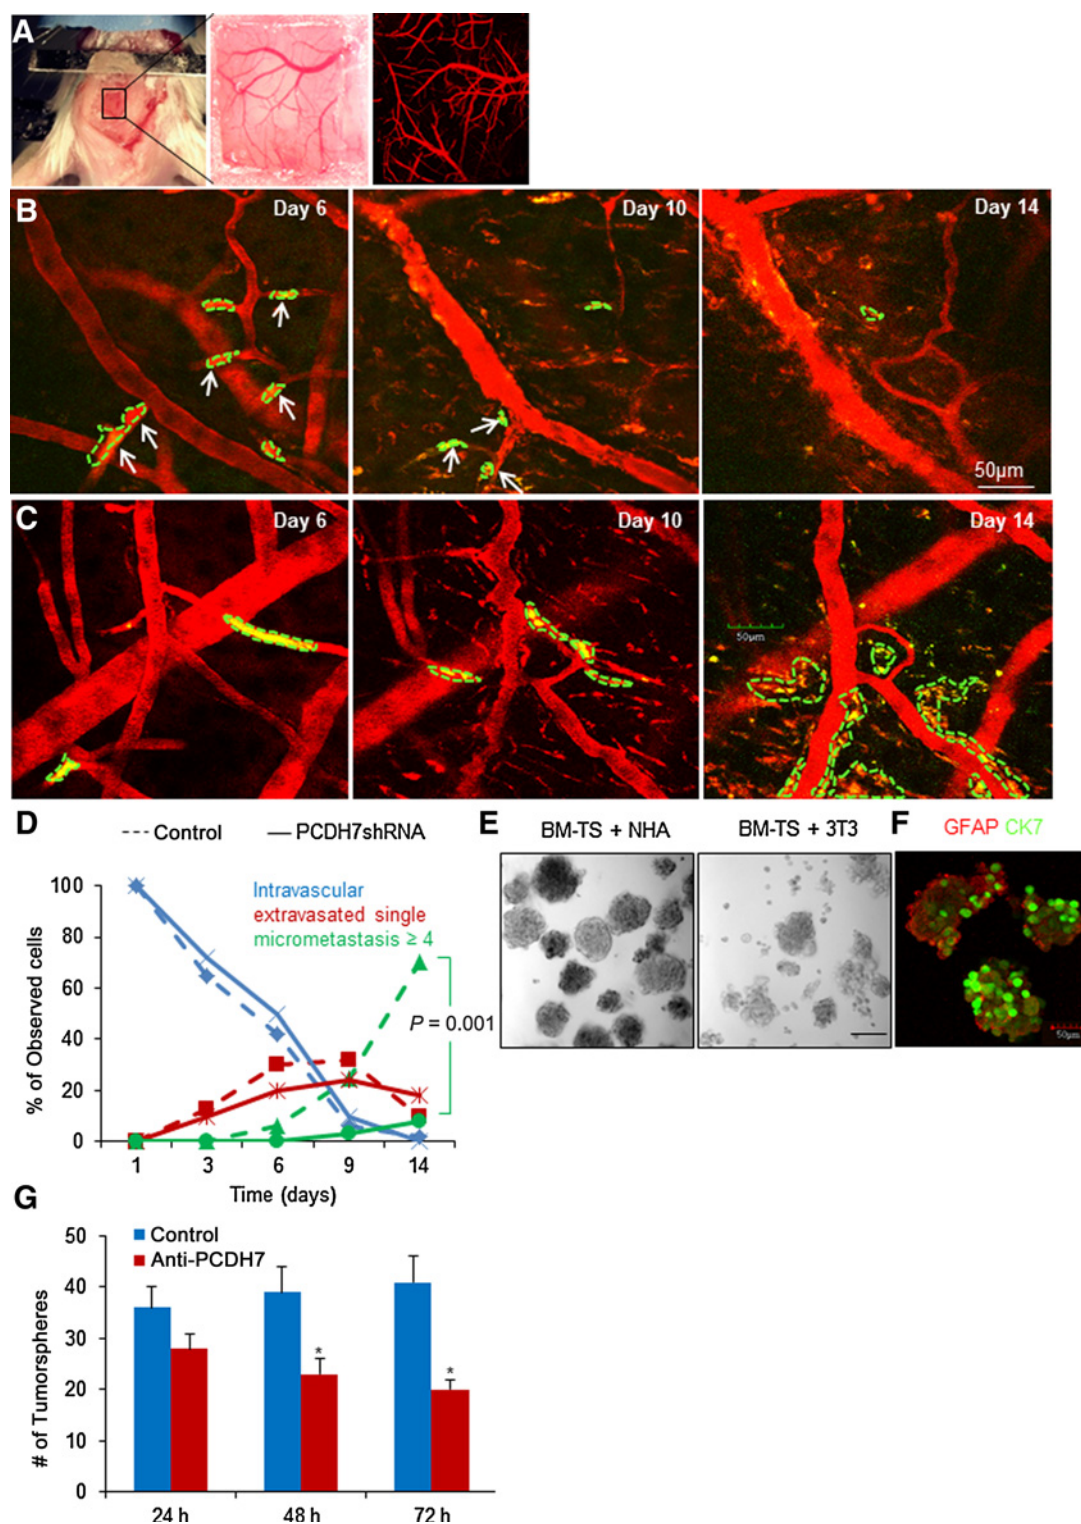 A
B
Day 6
Day 10
Day 14
50µm
C
Day 6
Day 10
Day 14
50µm
D
Control
PCDH7shRNA
Intravascular
extravasated single
micrometastasis ≥ 4
P = 0.001
% of Observed cells
100
80
60
40
20
0
1 3 6 9 14
Time (days)
E
BM-TS + NHA
BM-TS + 3T3
F
GFAP CK7
50µm
G
Control
Anti-PCDH7
# of Tumorspheres
50
40
30
20
10
0
* *
24 h 48 h 72 h